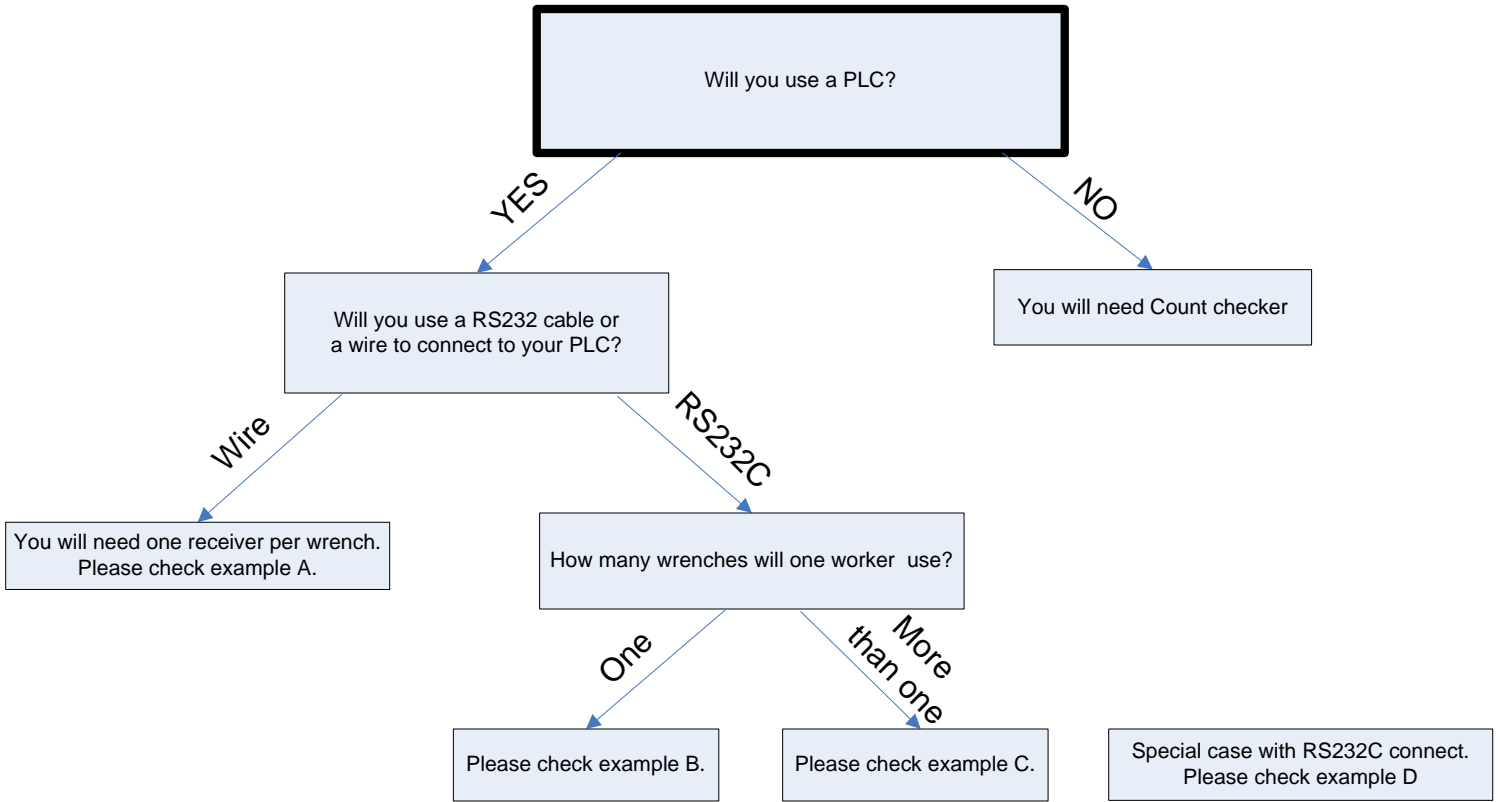 Will you use a PLC?
YES
NO
Will you use a RS232 cable or
a wire to connect to your PLC?
You will need Count checker
Wire
RS232C
You will need one receiver per wrench.
Please check example A.
How many wrenches will one worker  use?
One
More
than one
Please check example B.
Please check example C.
Special case with RS232C connect.
Please check example D